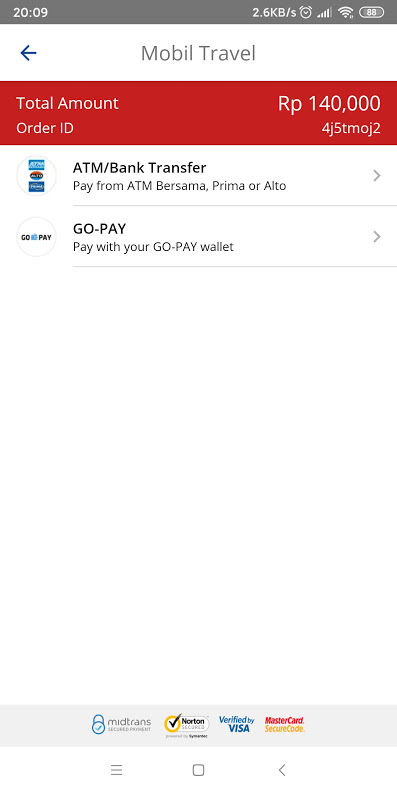 20:09 2.6KB/s 88
Mobil Travel
Total Amount Rp 140,000
Order ID 4j5tmoj2
ATM/Bank Transfer
Pay from ATM Bersama, Prima or Alto
GO-PAY
GO PAY
Pay with your GO-PAY wallet
midtrans
SECURED PAYMENT
Norton
SECURED
powered by Symantec
Verified by
VISA
MasterCard.
SecureCode.